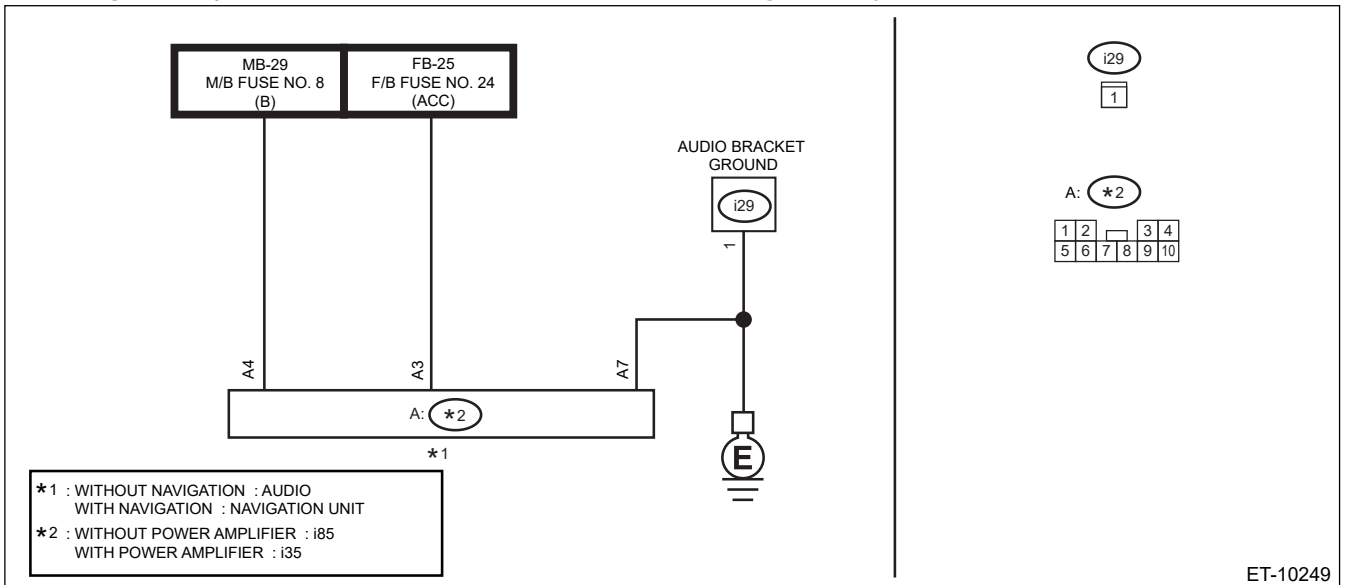 MB-29
M/B FUSE NO. 8
(B)
FB-25
F/B FUSE NO. 24
(ACC)
AUDIO BRACKET
GROUND
i29
1
A4
A3
A7
A: *2
*1
E
*1 : WITHOUT NAVIGATION : AUDIO
WITH NAVIGATION : NAVIGATION UNIT
*2 : WITHOUT POWER AMPLIFIER : i85
WITH POWER AMPLIFIER : i35
i29
1
A: *2
1 2 3 4
5 6 7 8 9 10
ET-10249